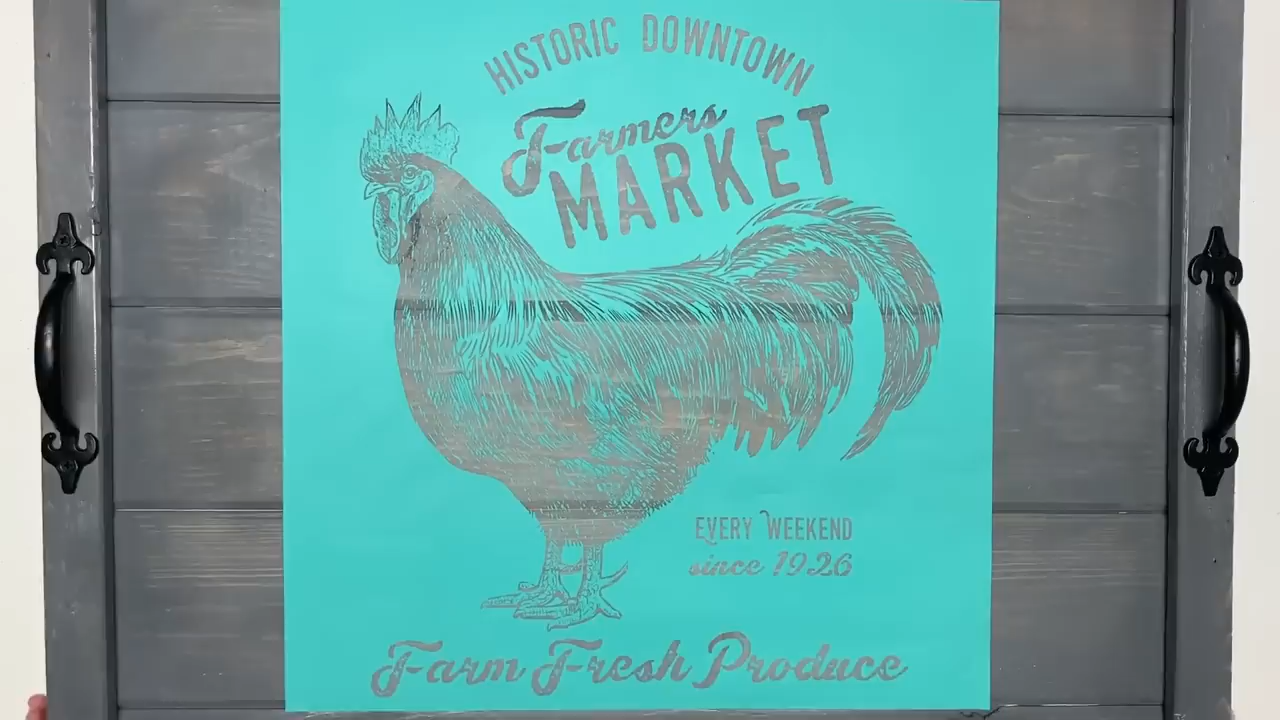 HISTORIC DOWNTOWN
Farmers
MARKET
EVERY WEEKEND
since 1926
Farm Fresh Produce